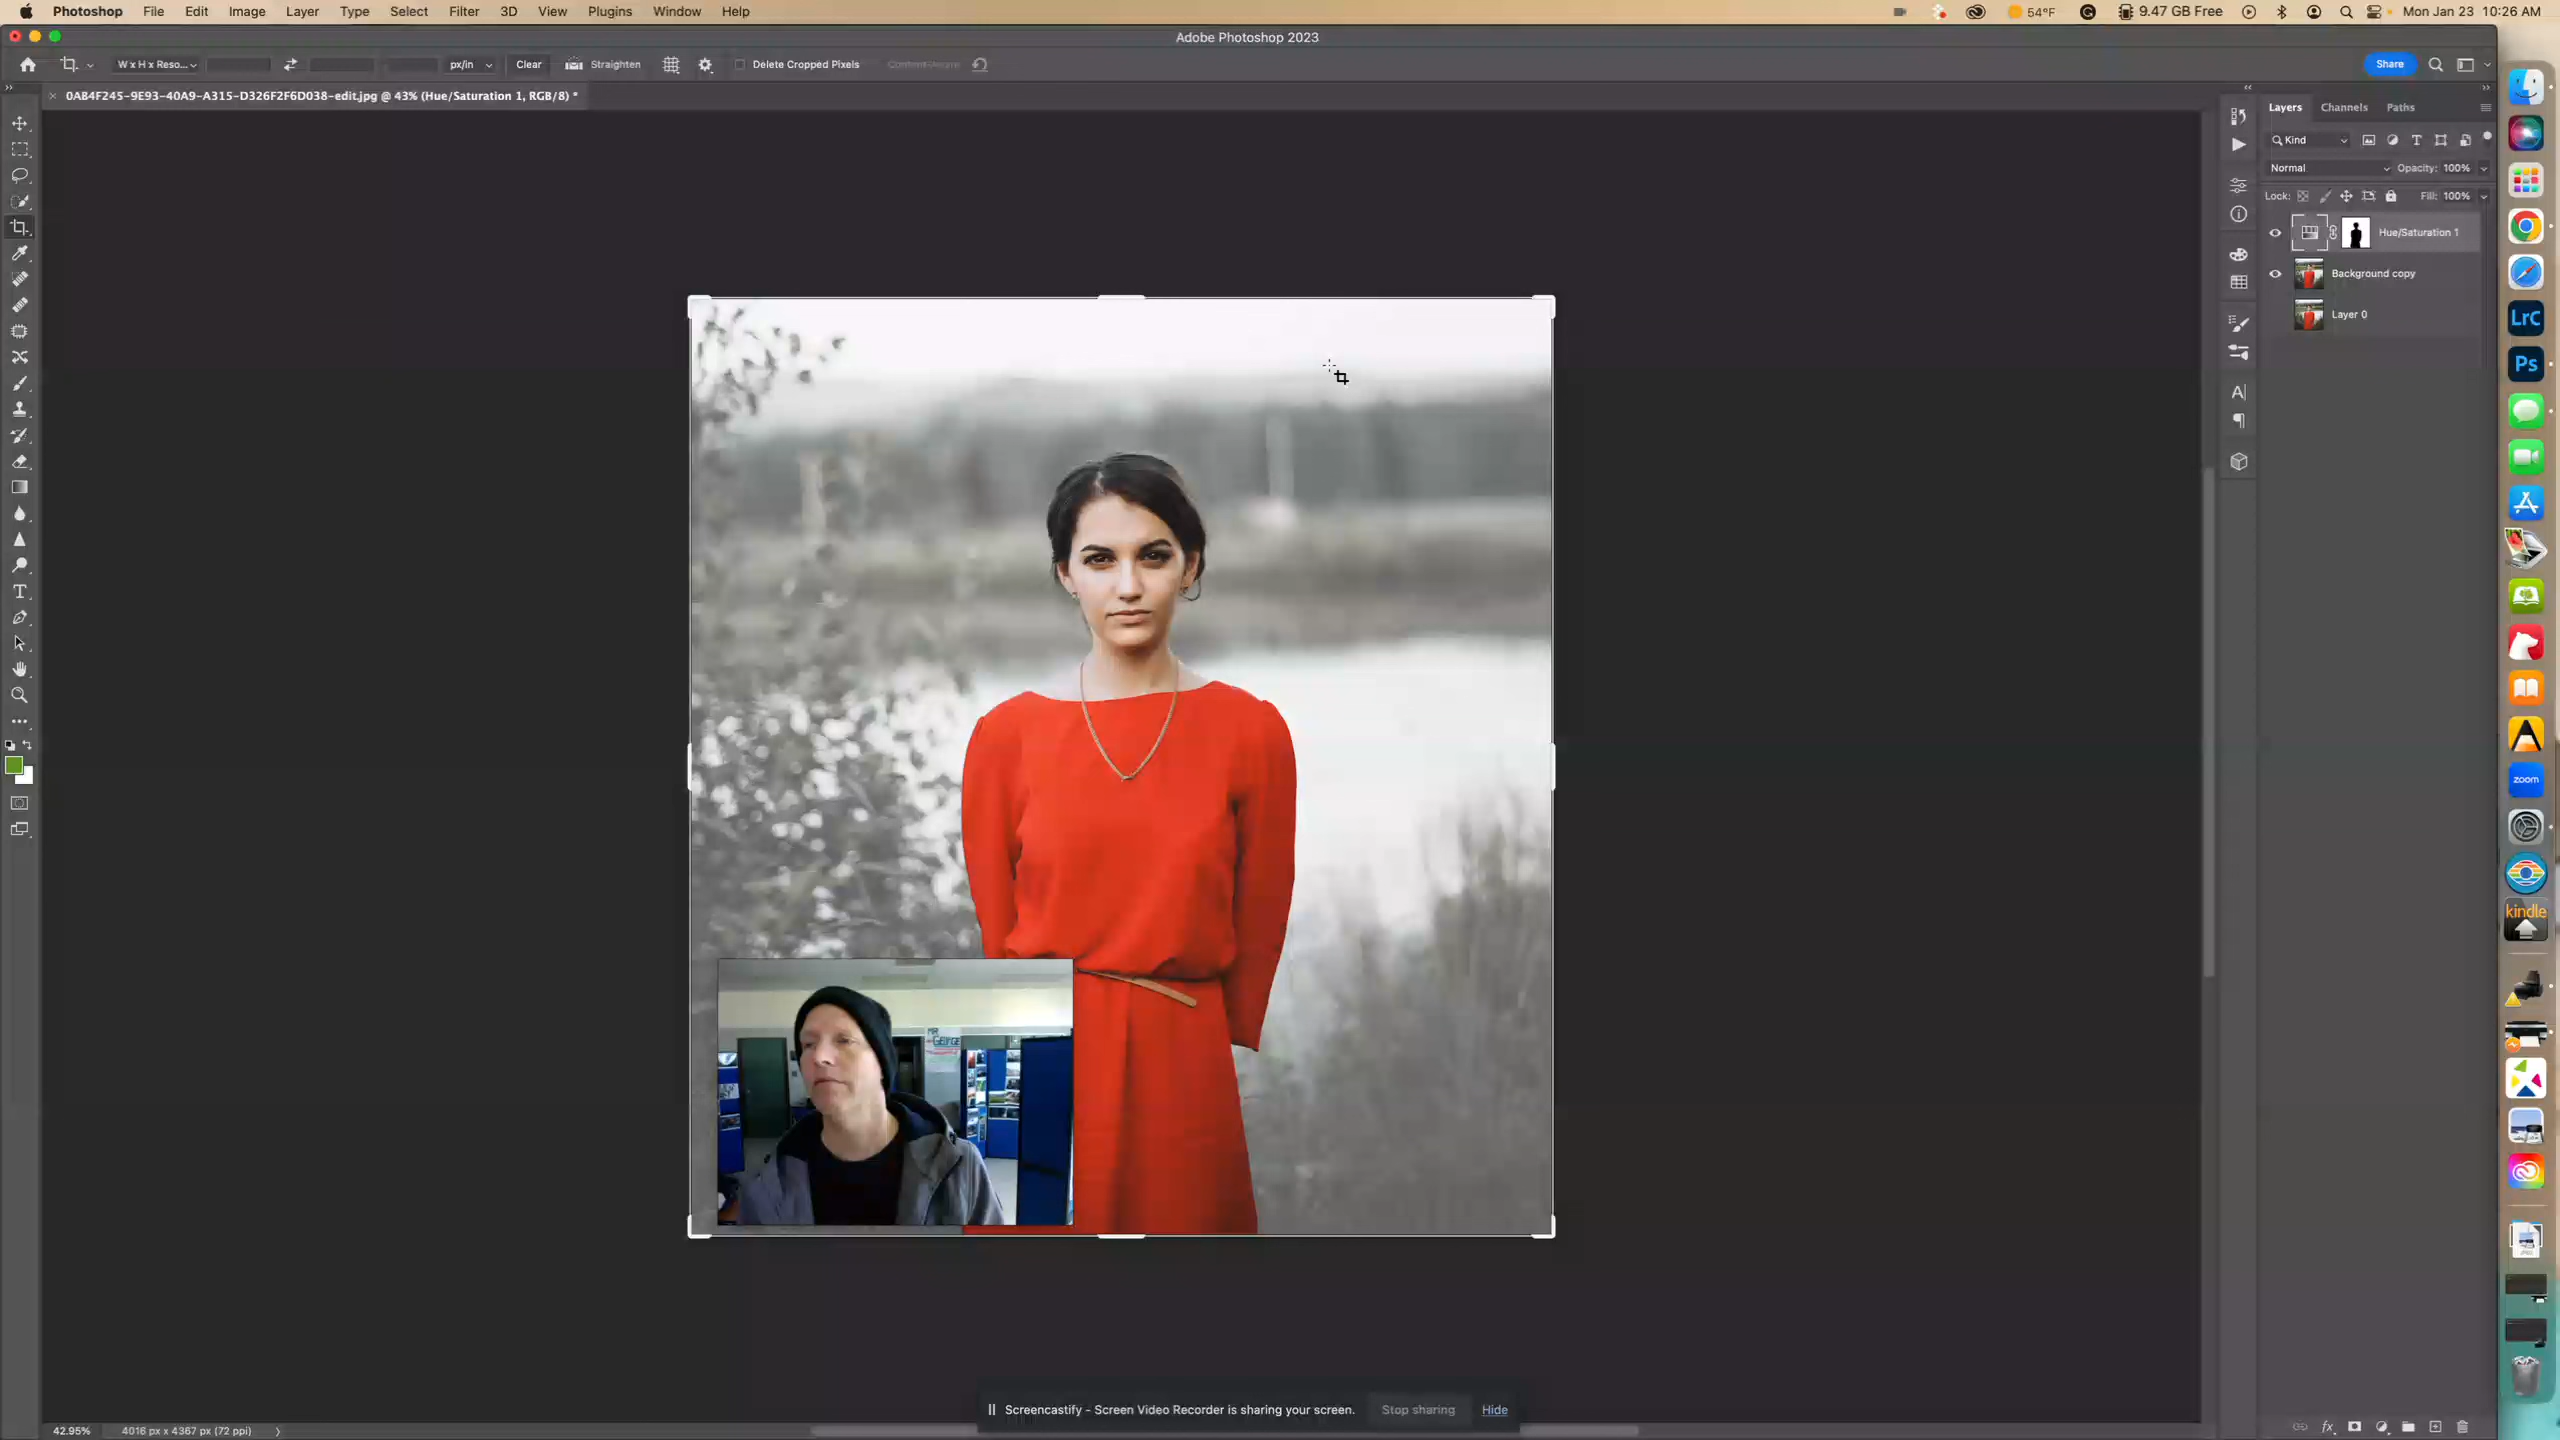 Photoshop File Edit Image Layer Type Select Filter 3D View Plugins Window Help 54°F 9.47 GB Free Mon Jan 23 10:26 AM
Adobe Photoshop 2023
W x H x Reso... px/in Clear Straighten Delete Cropped Pixels Content-Aware Share
0AB4F245-9E93-40A9-A315-D326F2F6D038-edit.jpg @ 43% (Hue/Saturation 1, RGB/8) *
Layers Channels Paths
Kind
Normal Opacity: 100%
Lock: Fill: 100%
Hue/Saturation 1
Background copy
Layer 0
LrC
Ps
zoom
kindle
MR
GEORGE
Screencastify - Screen Video Recorder is sharing your screen. Stop sharing Hide
42.95% 4016 px x 4367 px (72 ppi)